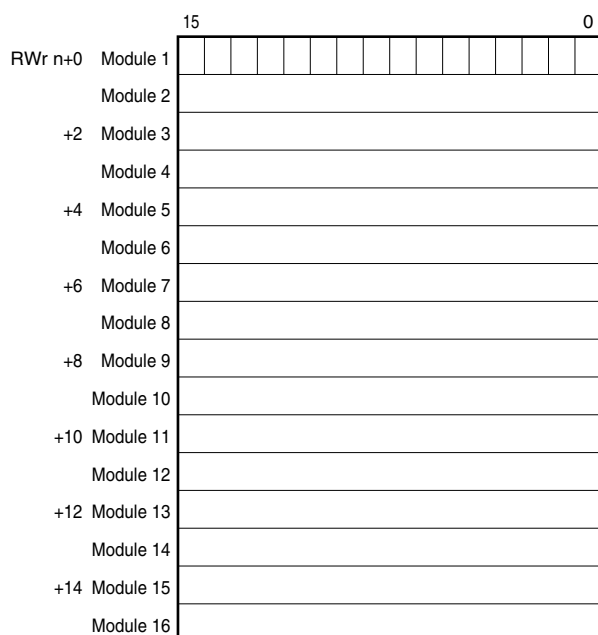 15 0
RWr n+0 Module 1
Module 2
+2 Module 3
Module 4
+4 Module 5
Module 6
+6 Module 7
Module 8
+8 Module 9
Module 10
+10 Module 11
Module 12
+12 Module 13
Module 14
+14 Module 15
Module 16